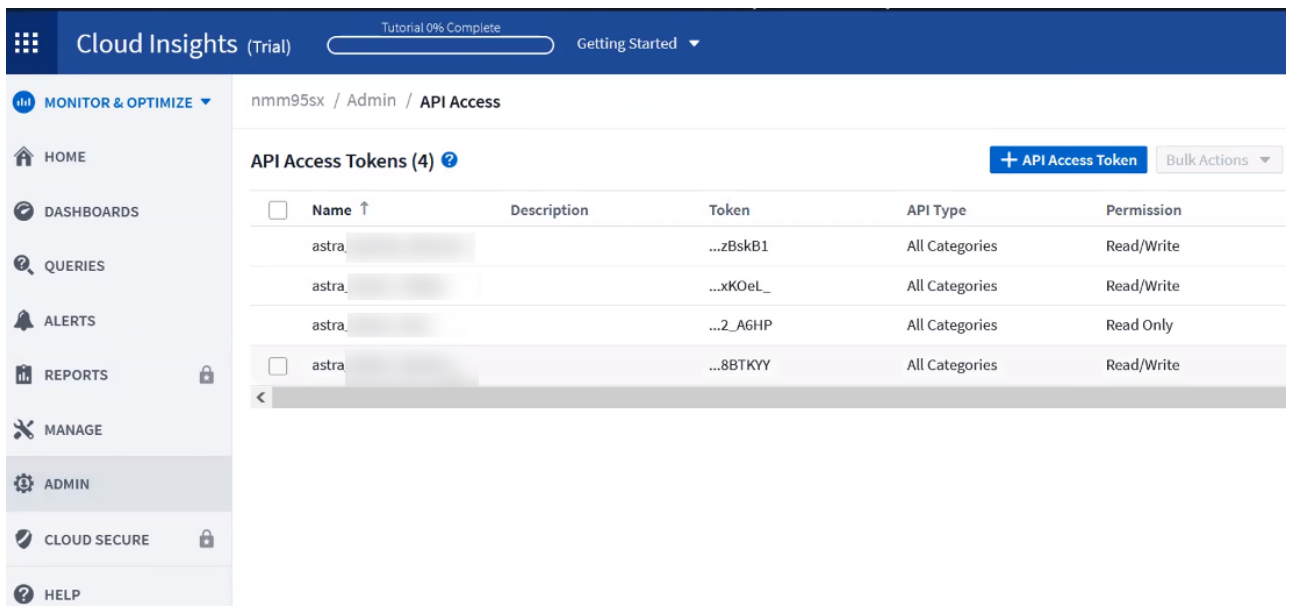 Cloud Insights (Trial)
Tutorial 0% Complete
Getting Started
MONITOR & OPTIMIZE
nmm95sx / Admin / API Access
HOME
API Access Tokens (4)
+ API Access Token
Bulk Actions
DASHBOARDS
Name ↑ Description Token API Type Permission
astra_ ...zBskB1 All Categories Read/Write
QUERIES
astra_ ...xKOeL_ All Categories Read/Write
ALERTS
astra_ ...2_A6HP All Categories Read Only
REPORTS
astra ...8BTKYY All Categories Read/Write
MANAGE
ADMIN
CLOUD SECURE
HELP